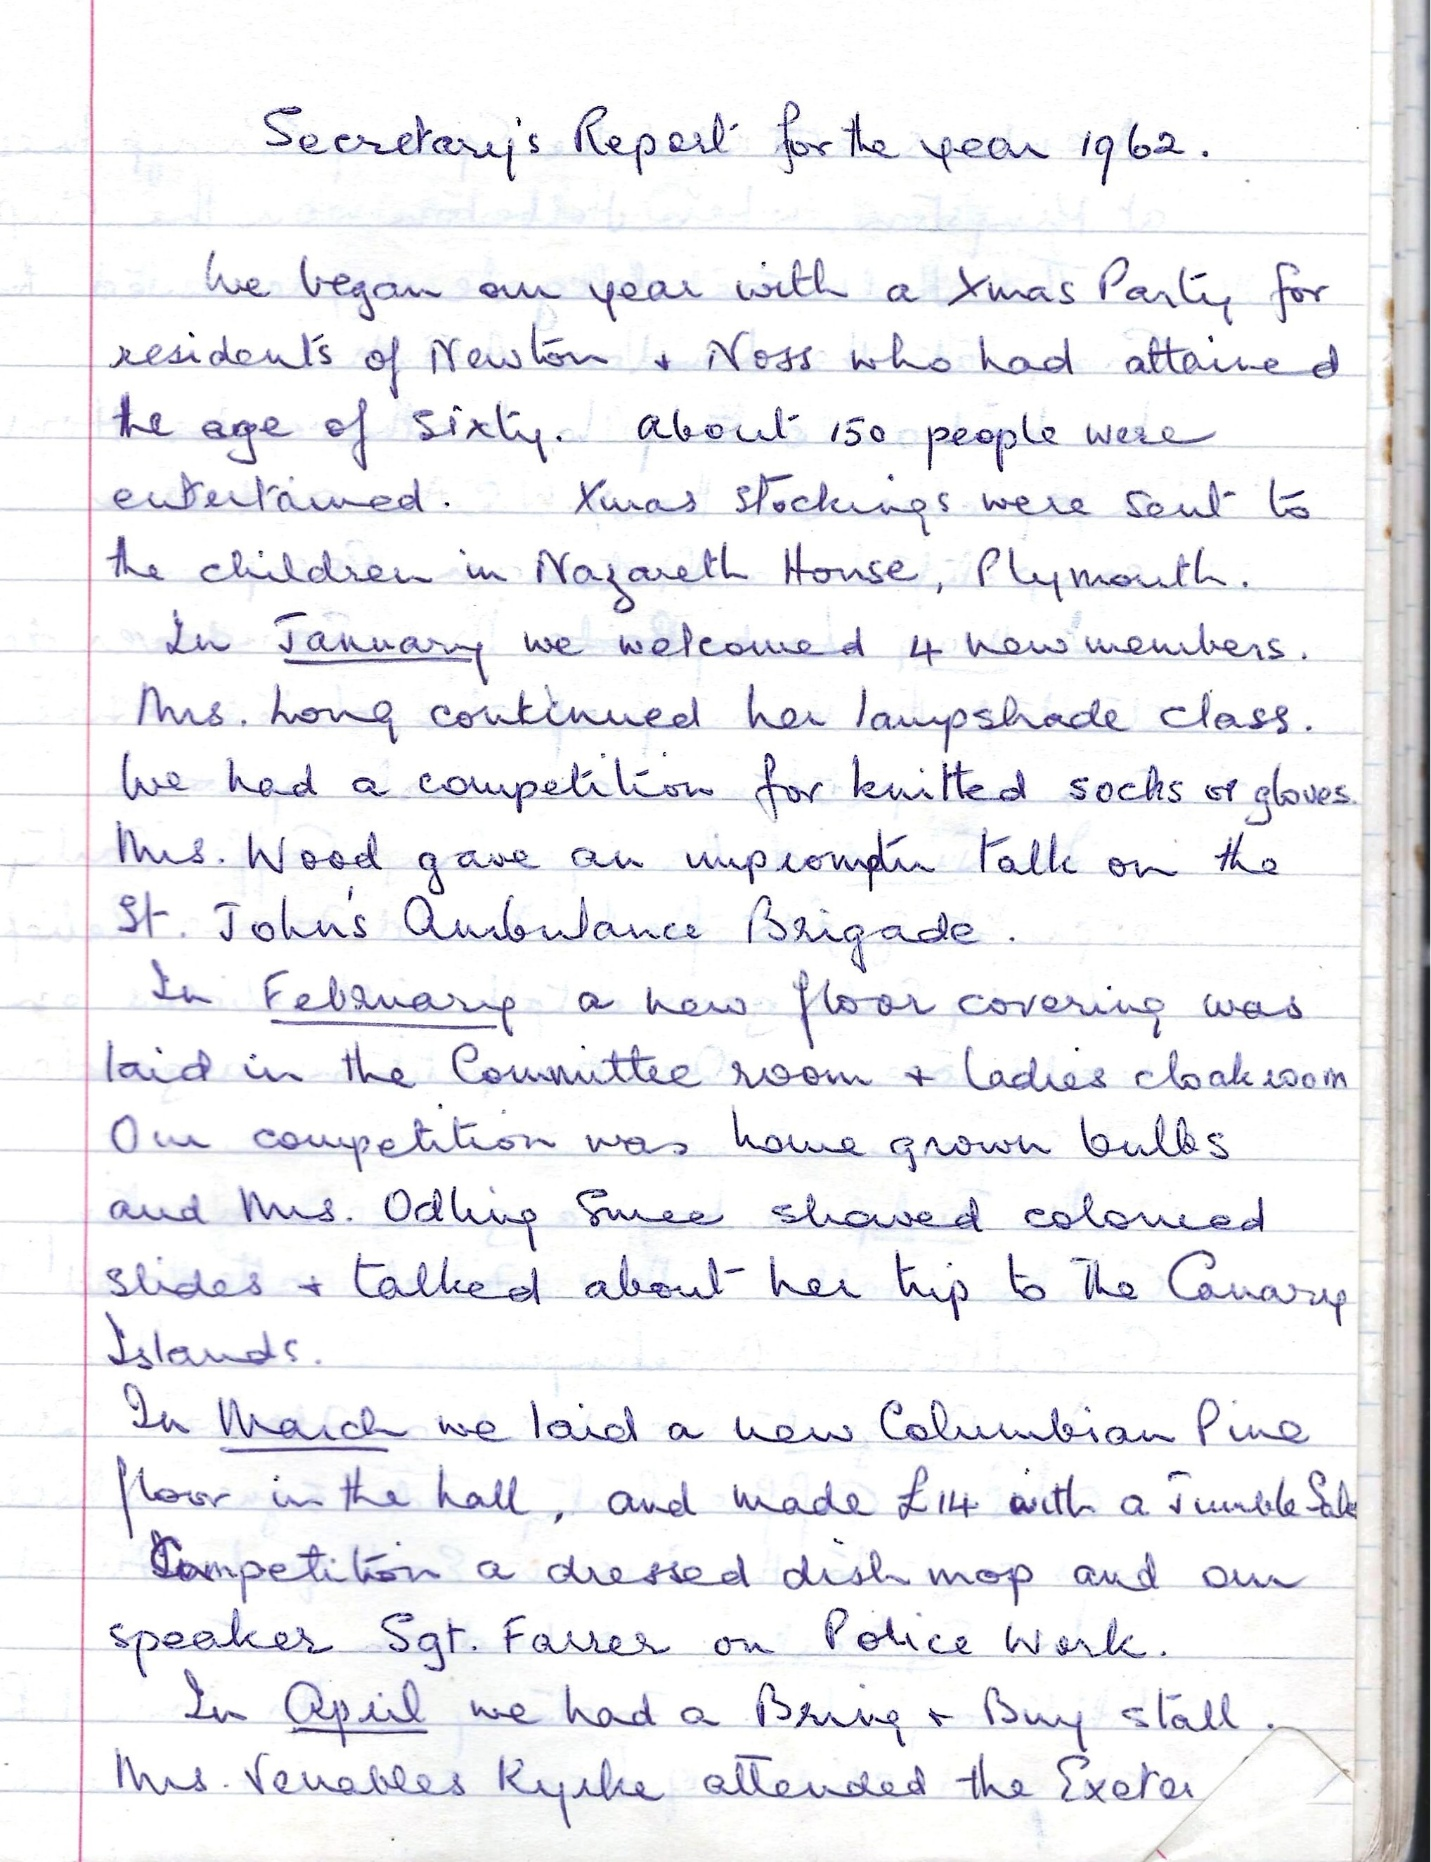 Secretary's Report for the year 1962.
We began our year with a Xmas Party for
residents of Newton + Noss who had attained
the age of sixty. About 150 people were
entertained. Xmas stockings were sent to
the children in Nazareth House, Plymouth.
In January we welcomed 4 new members.
Mrs. Long continued her lampshade class.
We had a competition for knitted socks or gloves.
Mrs. Wood gave an impromptu talk on the
St. John's Ambulance Brigade.
In February a new floor covering was
laid in the Committee room + ladies cloakroom
Our competition was home grown bulbs
and Mrs. Odling Smee showed coloured
slides + talked about her trip to the Canary
Islands.
In March we laid a new Columbian Pine
floor in the hall, and made £14 with a Jumble Sale
Competition a dressed dish mop and our
speaker Sgt. Farrer on Police Work.
In April we had a Bring + Buy stall.
Mrs. Venables Kyrke attended the Exeter